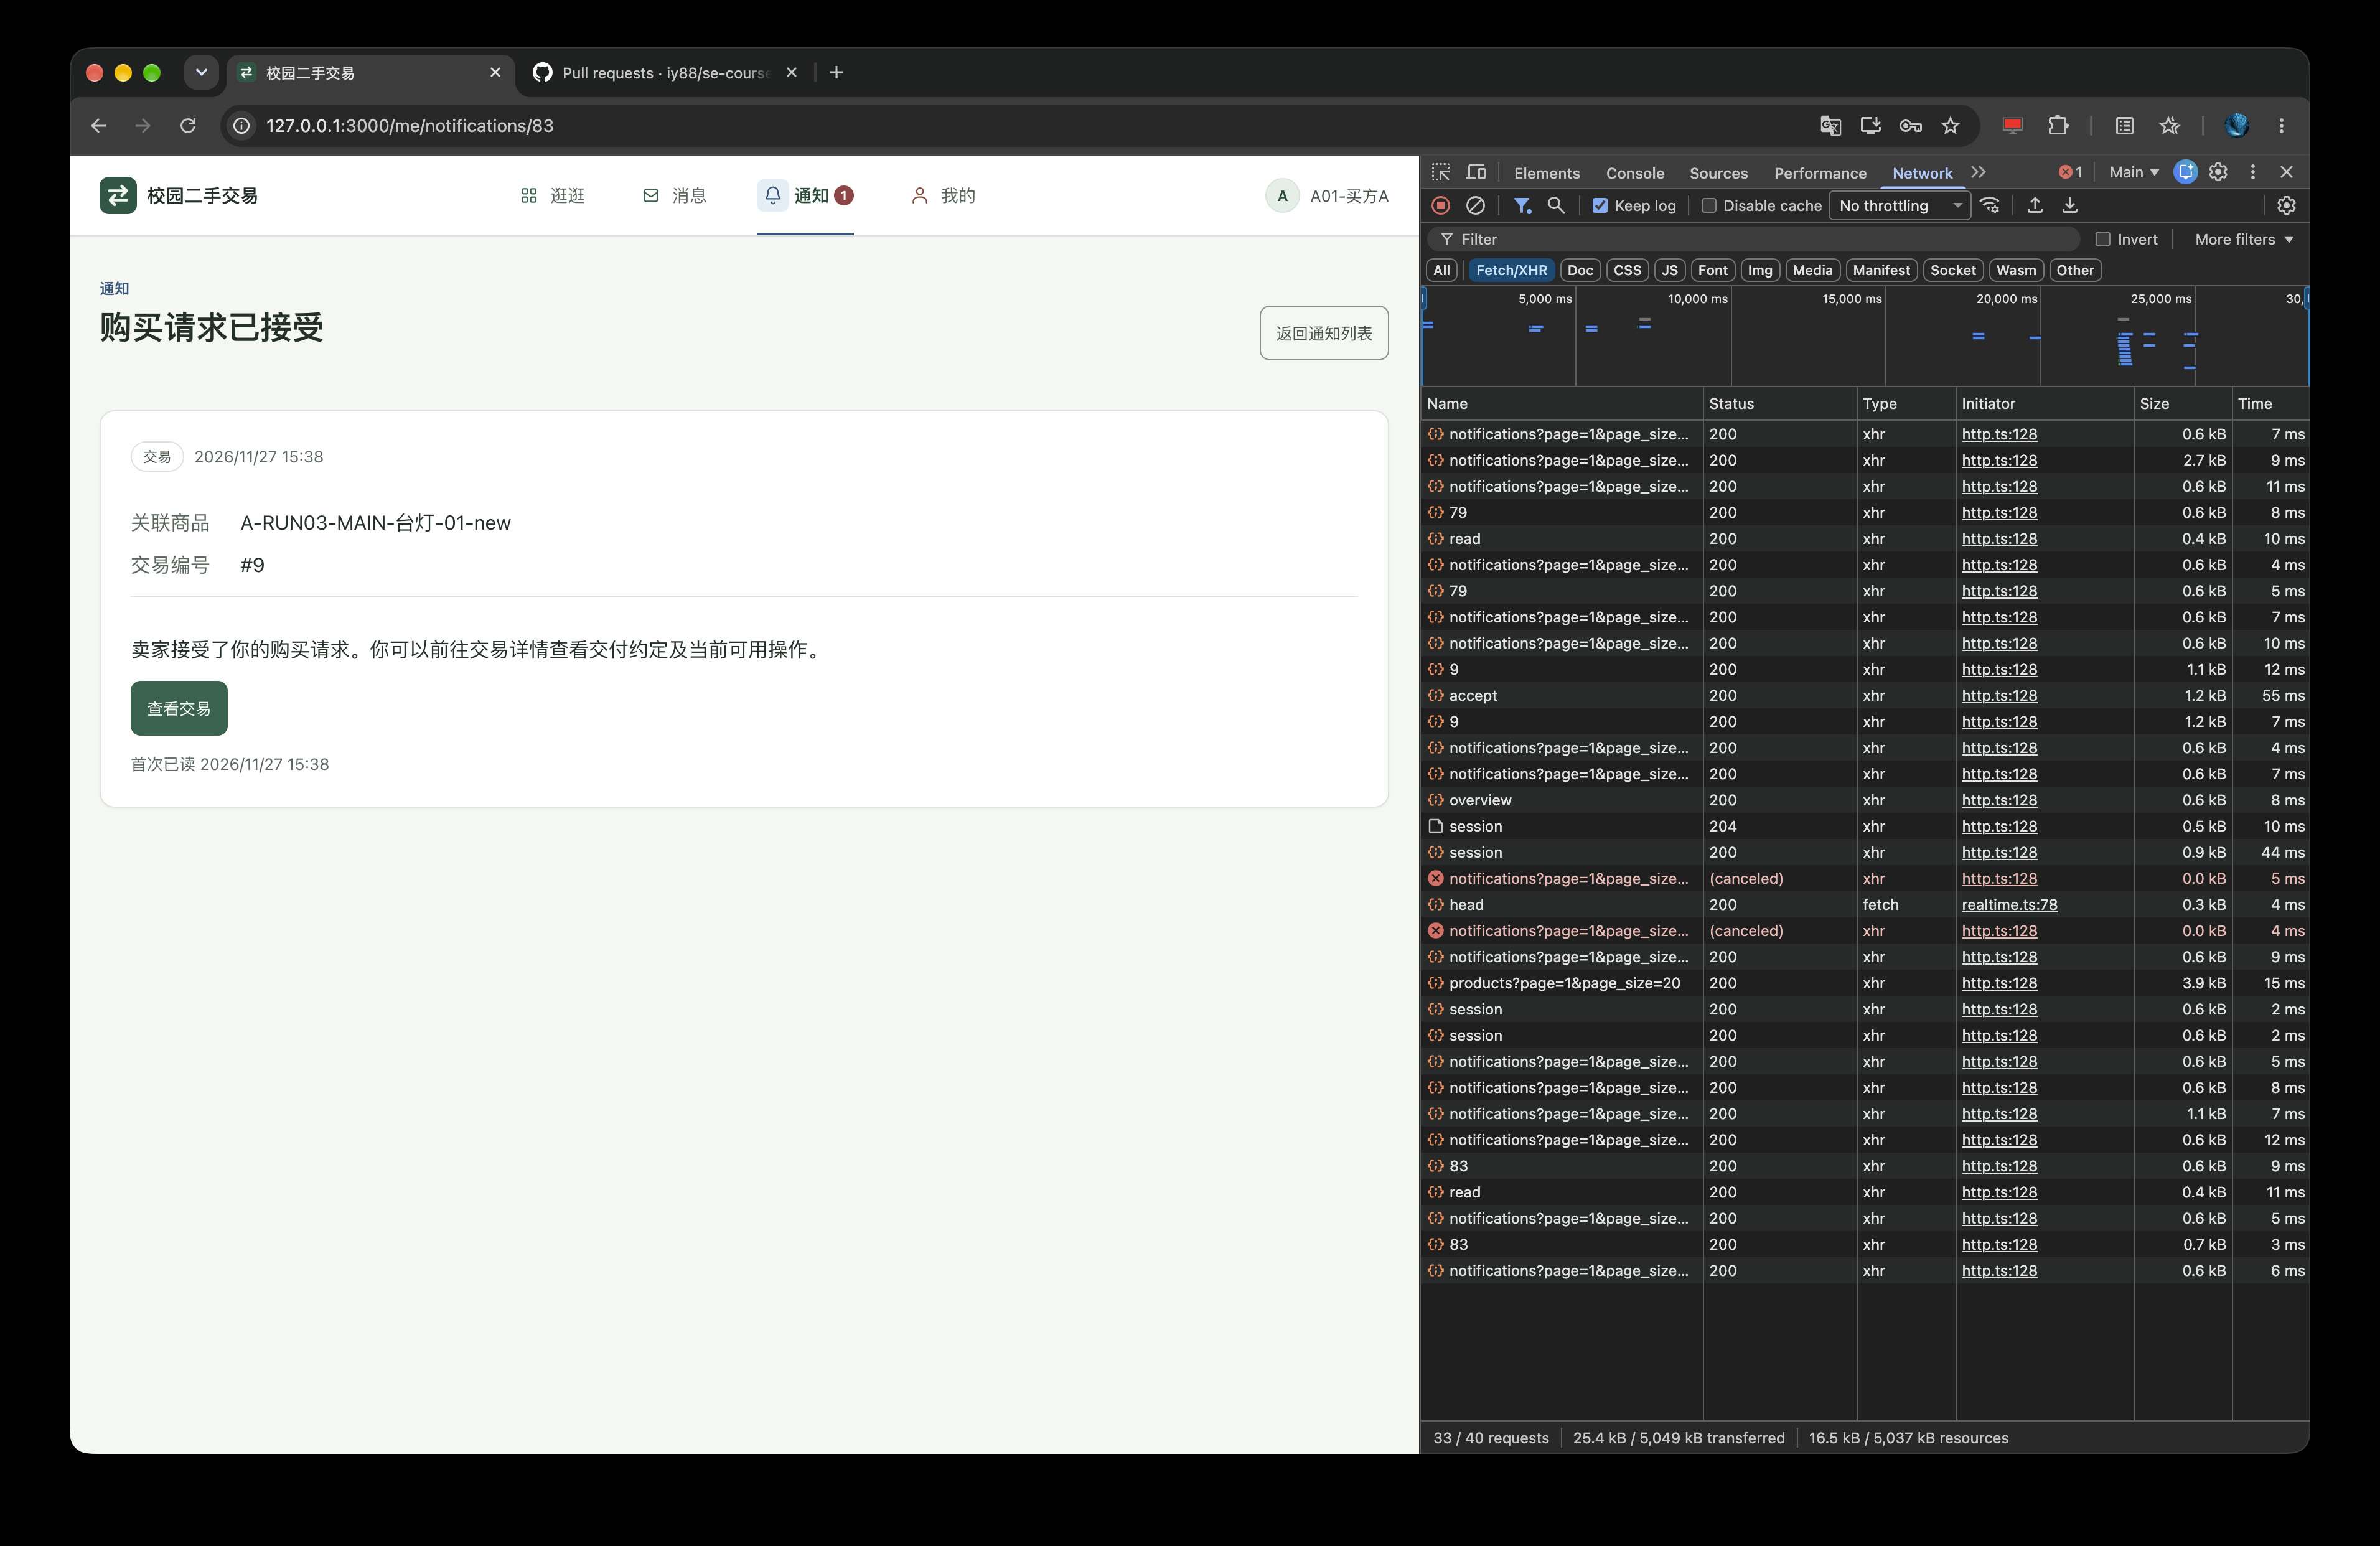 校园二手交易
Pull requests · iy88/se-course
127.0.0.1:3000/me/notifications/83
校园二手交易
逛逛
消息
通知 1
我的
A
A01-买方A
通知
购买请求已接受
返回通知列表
交易 2026/11/27 15:38
关联商品 A-RUN03-MAIN-台灯-01-new
交易编号 #9
卖家接受了你的购买请求。你可以前往交易详情查看交付约定及当前可用操作。
查看交易
首次已读 2026/11/27 15:38
Elements Console Sources Performance Network 1 Main
Keep log Disable cache No throttling
Filter Invert More filters
All Fetch/XHR Doc CSS JS Font Img Media Manifest Socket Wasm Other
5,000 ms 10,000 ms 15,000 ms 20,000 ms 25,000 ms 30,
Name Status Type Initiator Size Time
notifications?page=1&page_size... 200 xhr http.ts:128 0.6 kB 7 ms
notifications?page=1&page_size... 200 xhr http.ts:128 2.7 kB 9 ms
notifications?page=1&page_size... 200 xhr http.ts:128 0.6 kB 11 ms
79 200 xhr http.ts:128 0.6 kB 8 ms
read 200 xhr http.ts:128 0.4 kB 10 ms
notifications?page=1&page_size... 200 xhr http.ts:128 0.6 kB 4 ms
79 200 xhr http.ts:128 0.6 kB 5 ms
notifications?page=1&page_size... 200 xhr http.ts:128 0.6 kB 7 ms
notifications?page=1&page_size... 200 xhr http.ts:128 0.6 kB 10 ms
9 200 xhr http.ts:128 1.1 kB 12 ms
accept 200 xhr http.ts:128 1.2 kB 55 ms
9 200 xhr http.ts:128 1.2 kB 7 ms
notifications?page=1&page_size... 200 xhr http.ts:128 0.6 kB 4 ms
notifications?page=1&page_size... 200 xhr http.ts:128 0.6 kB 7 ms
overview 200 xhr http.ts:128 0.6 kB 8 ms
session 204 xhr http.ts:128 0.5 kB 10 ms
session 200 xhr http.ts:128 0.9 kB 44 ms
notifications?page=1&page_size... (canceled) xhr http.ts:128 0.0 kB 5 ms
head 200 fetch realtime.ts:78 0.3 kB 4 ms
notifications?page=1&page_size... (canceled) xhr http.ts:128 0.0 kB 4 ms
notifications?page=1&page_size... 200 xhr http.ts:128 0.6 kB 9 ms
products?page=1&page_size=20 200 xhr http.ts:128 3.9 kB 15 ms
session 200 xhr http.ts:128 0.6 kB 2 ms
session 200 xhr http.ts:128 0.6 kB 2 ms
notifications?page=1&page_size... 200 xhr http.ts:128 0.6 kB 5 ms
notifications?page=1&page_size... 200 xhr http.ts:128 0.6 kB 8 ms
notifications?page=1&page_size... 200 xhr http.ts:128 1.1 kB 7 ms
notifications?page=1&page_size... 200 xhr http.ts:128 0.6 kB 12 ms
83 200 xhr http.ts:128 0.6 kB 9 ms
read 200 xhr http.ts:128 0.4 kB 11 ms
notifications?page=1&page_size... 200 xhr http.ts:128 0.6 kB 5 ms
83 200 xhr http.ts:128 0.7 kB 3 ms
notifications?page=1&page_size... 200 xhr http.ts:128 0.6 kB 6 ms
33 / 40 requests 25.4 kB / 5,049 kB transferred 16.5 kB / 5,037 kB resources